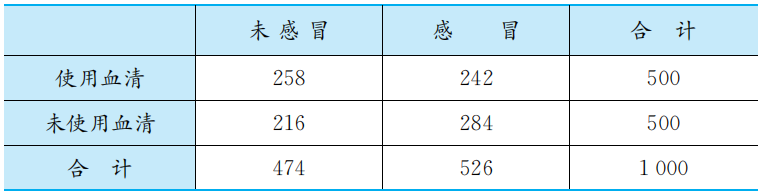 未感冒 感冒 合计
使用血清 258 242 500
未使用血清 216 284 500
合计 474 526 1 000